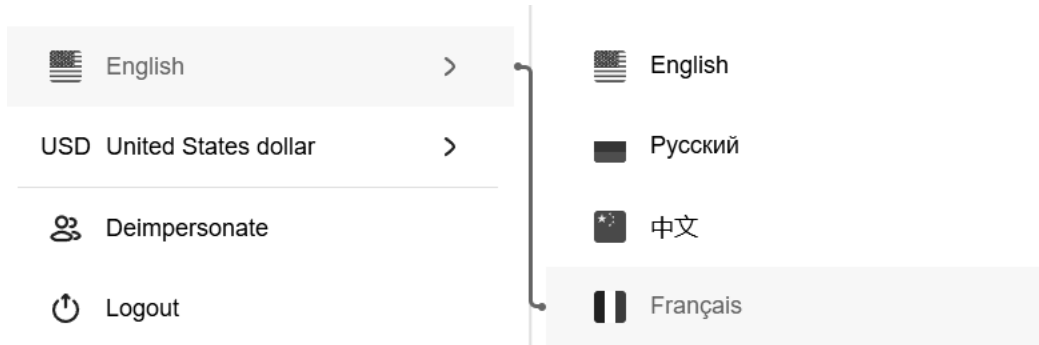 English
USD United States dollar
Deimpersonate
Logout
English
Русский
中文
Français